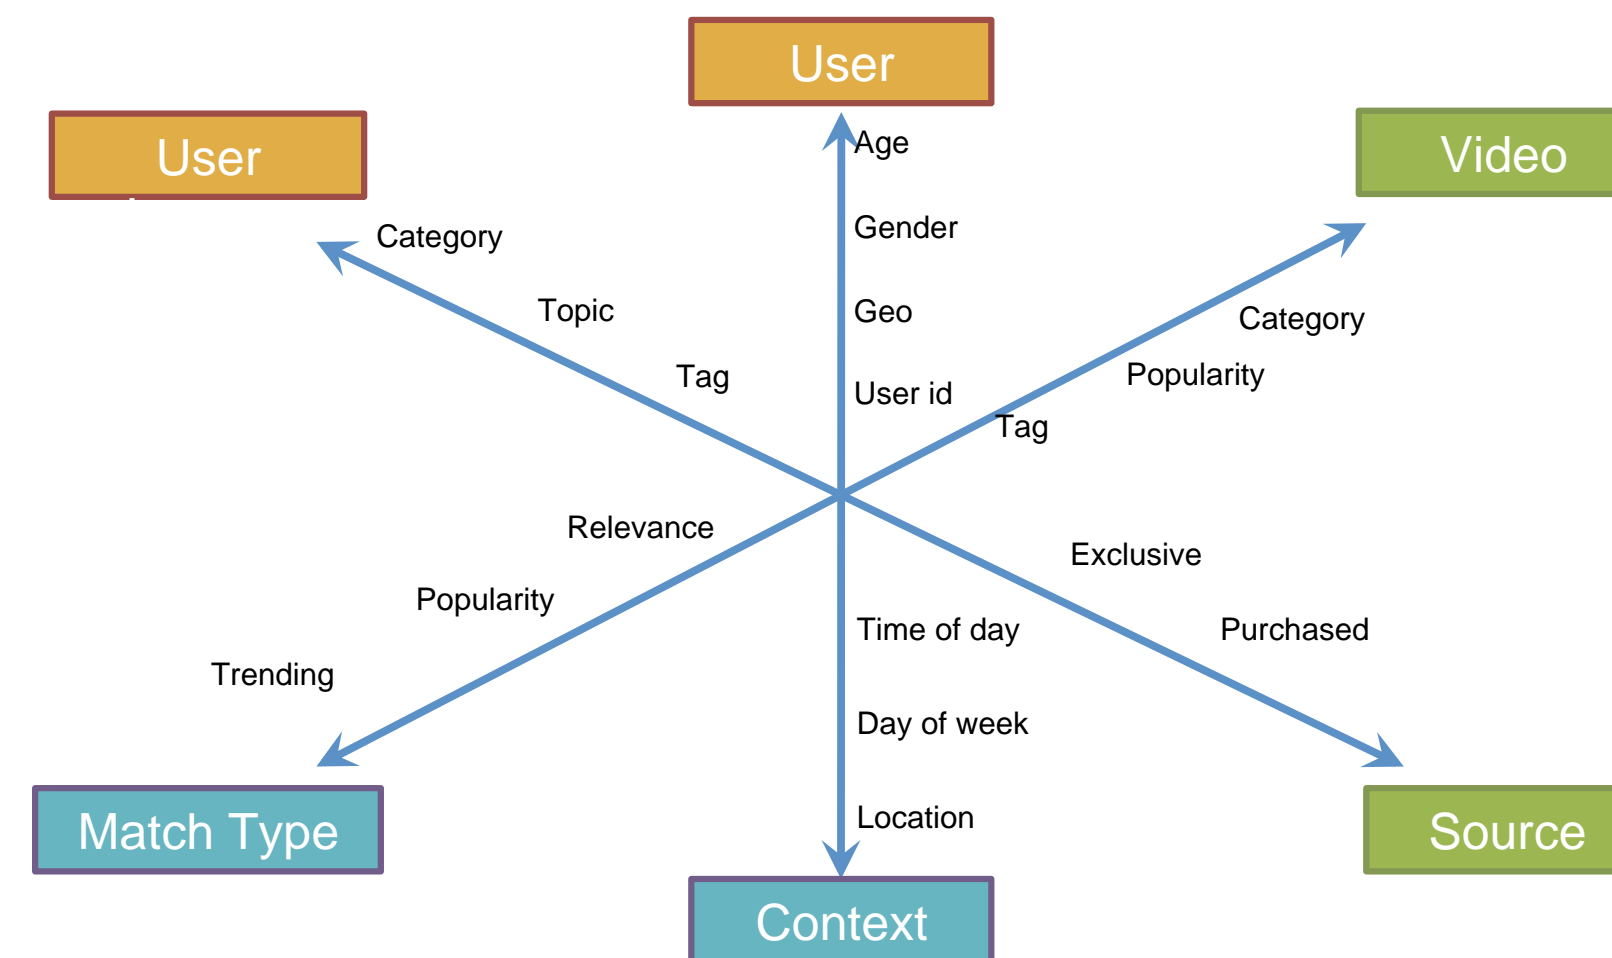 User
User
Video
Age
Category
Gender
Topic
Geo
Category
Tag
User id
Popularity
Tag
Relevance
Exclusive
Popularity
Time of day
Purchased
Trending
Day of week
Location
Match Type
Source
Context